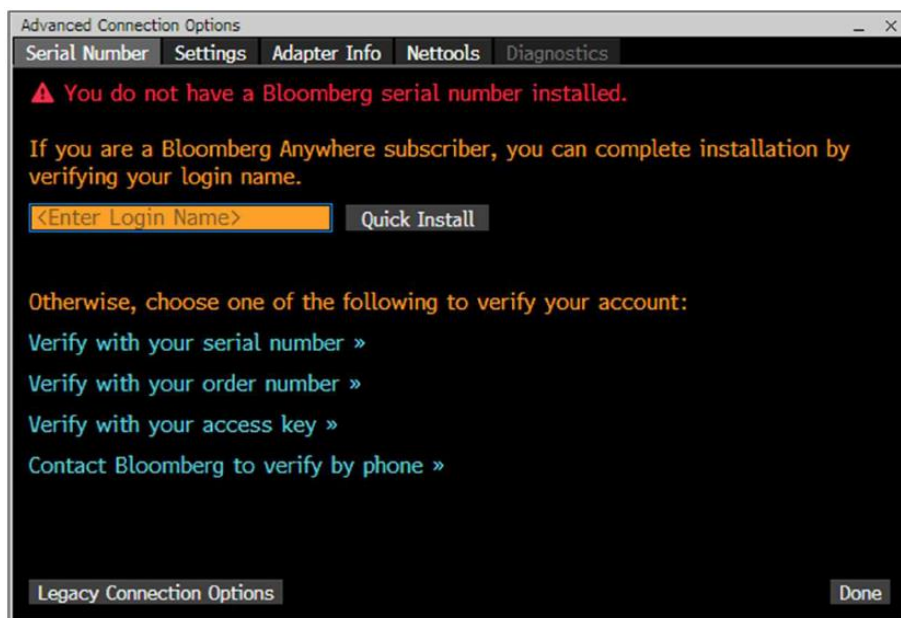 Advanced Connection Options
Serial Number Settings Adapter Info Nettools Diagnostics
You do not have a Bloomberg serial number installed.
If you are a Bloomberg Anywhere subscriber, you can complete installation by
verifying your login name.
<Enter Login Name> Quick Install
Otherwise, choose one of the following to verify your account:
Verify with your serial number »
Verify with your order number »
Verify with your access key »
Contact Bloomberg to verify by phone »
Legacy Connection Options Done